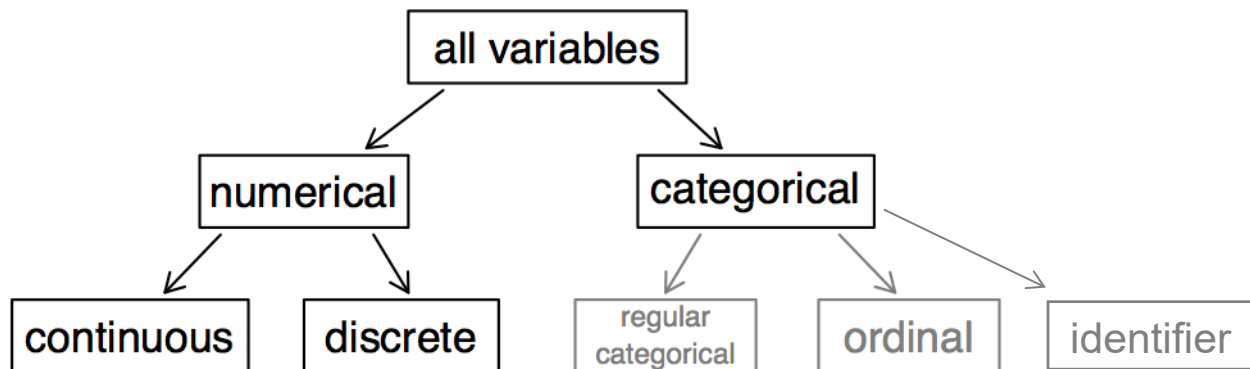 all variables
numerical
categorical
continuous
discrete
regular
categorical
ordinal
identifier